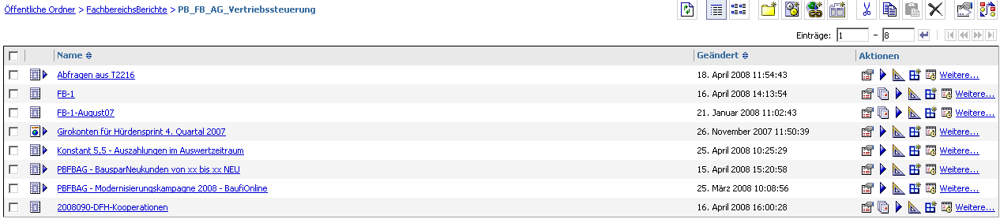 Öffentliche Ordner > FachbereichsBerichte > PB_FB_AG_Vertriebssteuerung
Einträge: 1 - 8
Name Geändert Aktionen
Abfragen aus T2216 18. April 2008 11:54:43 Weitere...
FB-1 16. April 2008 14:13:54 Weitere...
FB-1-August07 21. Januar 2008 11:02:43 Weitere...
Girokonten für Hürdensprint 4. Quartal 2007 26. November 2007 11:50:39 Weitere...
Konstant 5,5 - Auszahlungen im Auswertzeitraum 25. April 2008 10:25:29 Weitere...
PBFBAG - BausparNeukunden von xx bis xx NEU 15. April 2008 15:20:58 Weitere...
PBFBAG - Modernisierungskampagne 2008 - BaufiOnline 25. März 2008 10:08:56 Weitere...
2008090-DFH-Kooperationen 16. April 2008 16:00:28 Weitere...